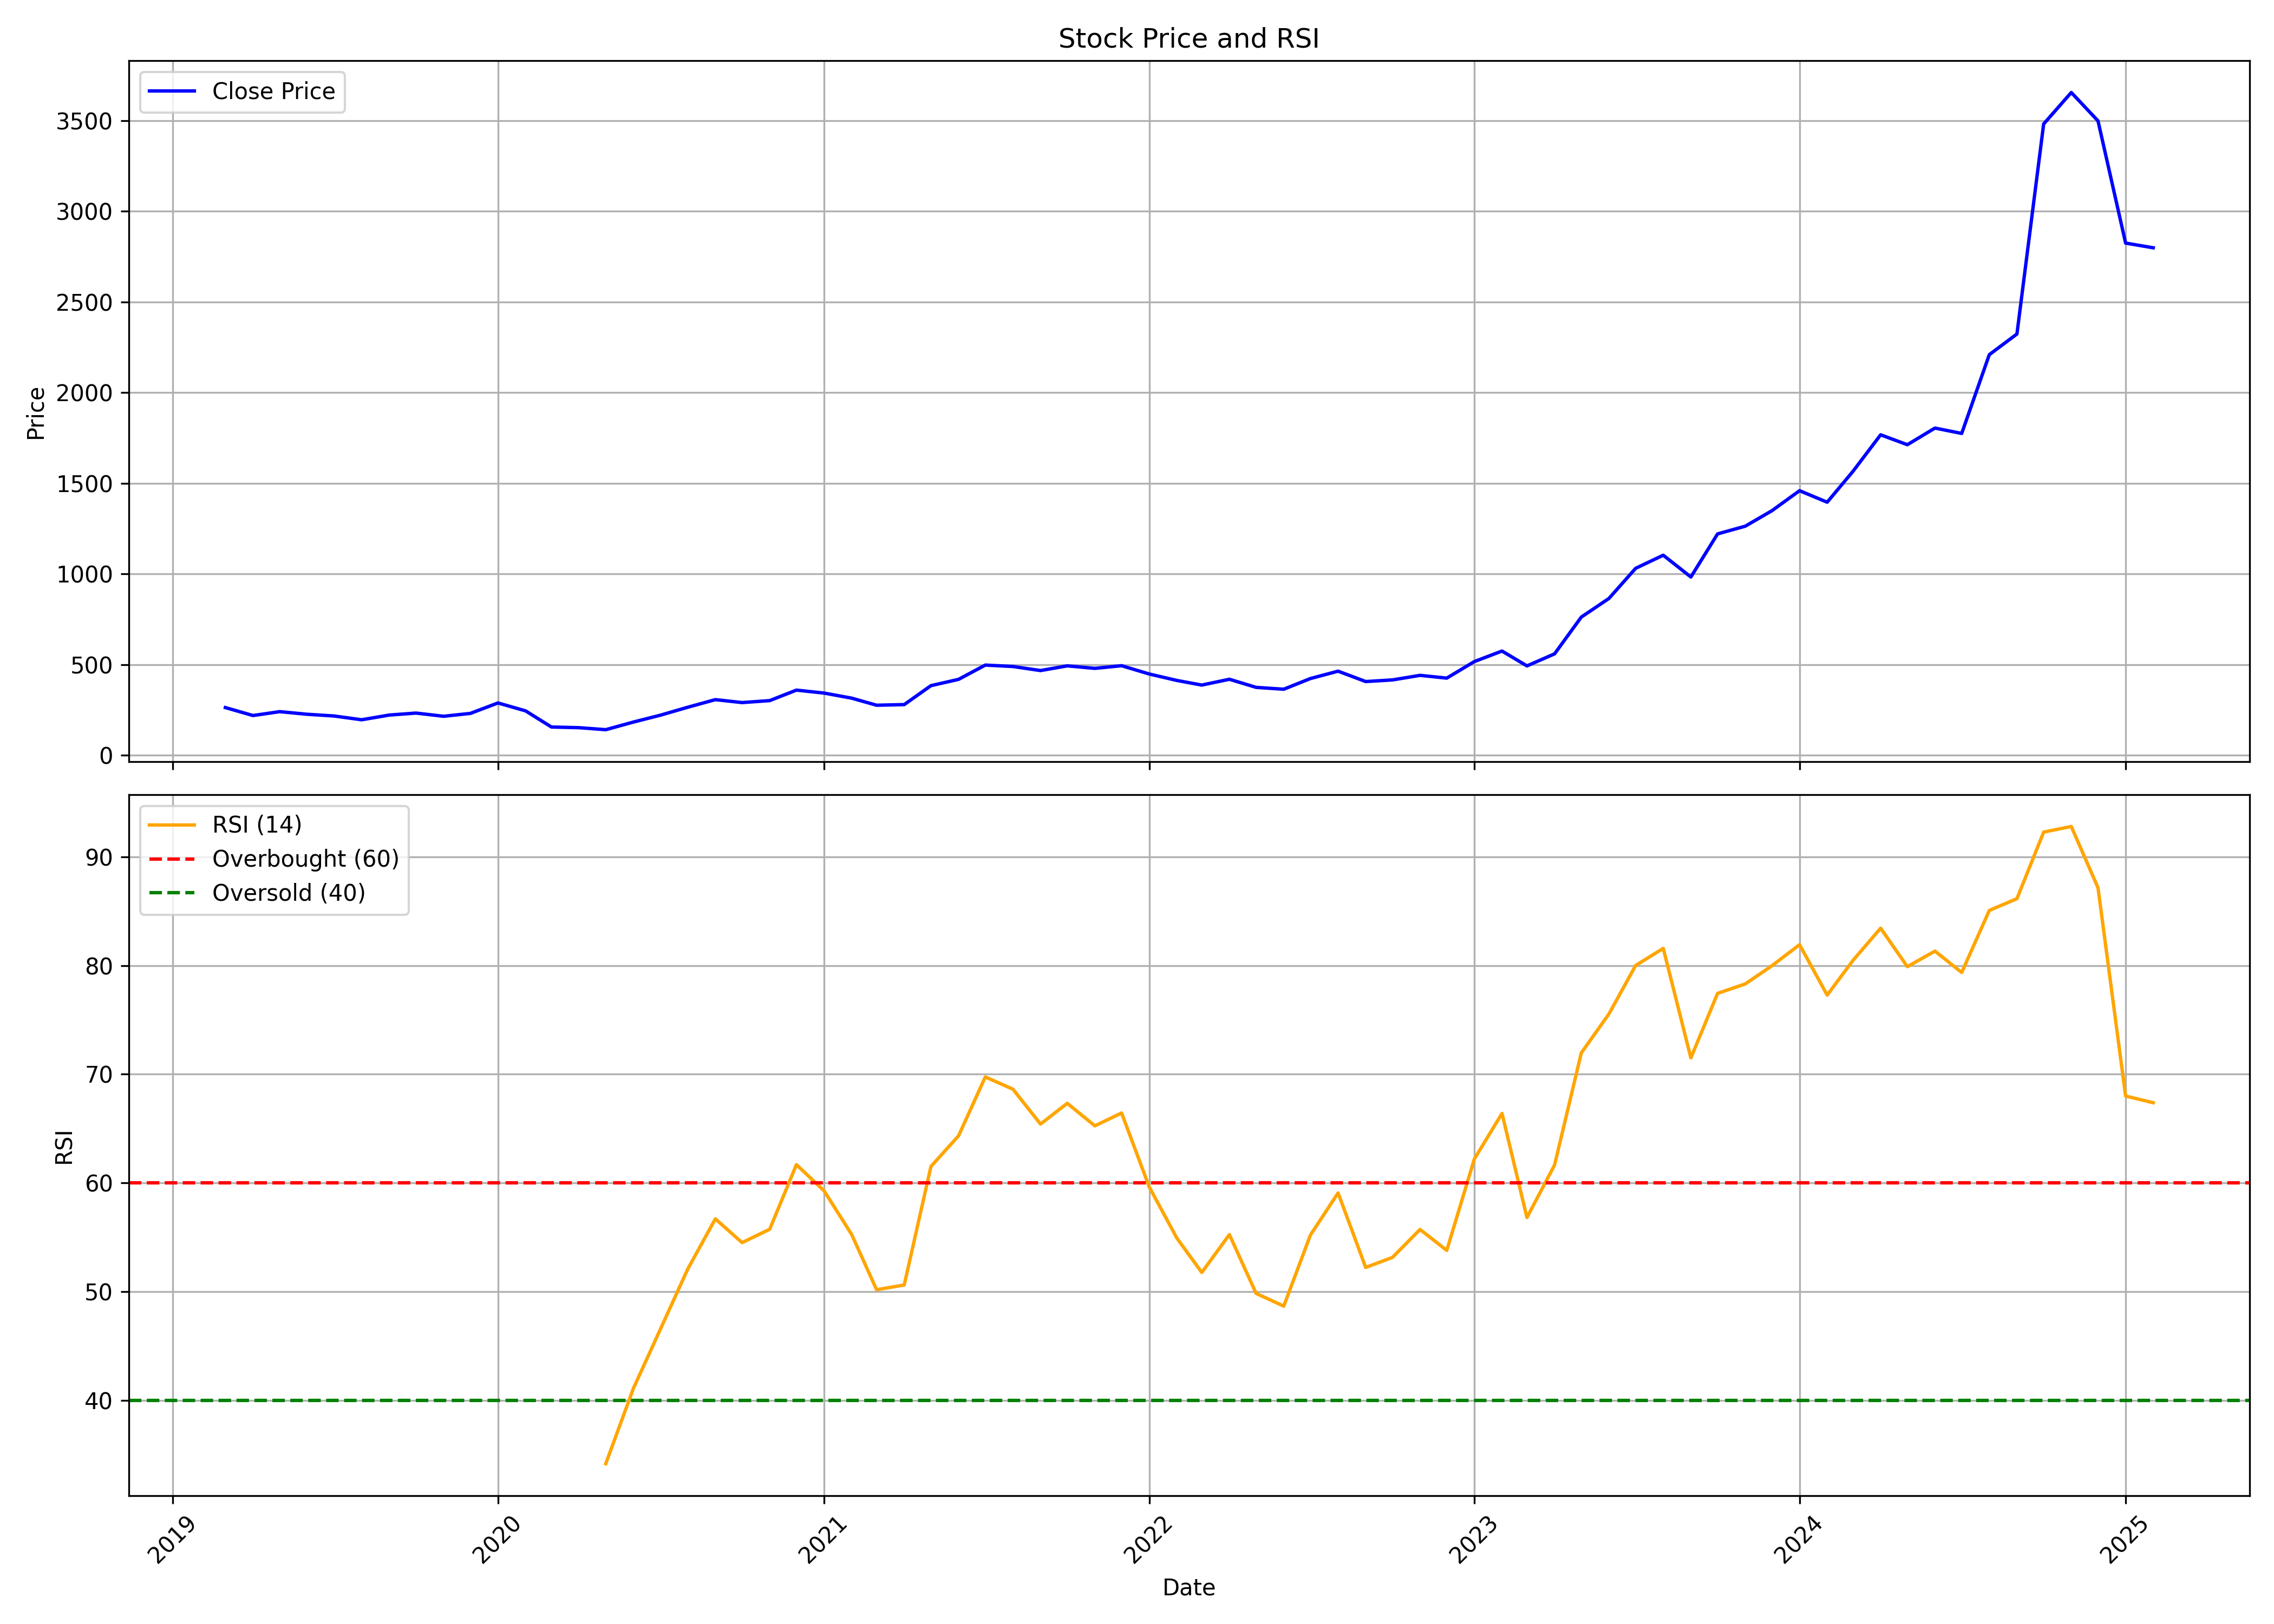 Stock Price and RSI
Close Price
3500
3000
2500
2000
1500
1000
500
0
Price
RSI (14)
Overbought (60)
Oversold (40)
90
80
70
60
50
40
RSI
2019
2020
2021
2022
2023
2024
2025
Date